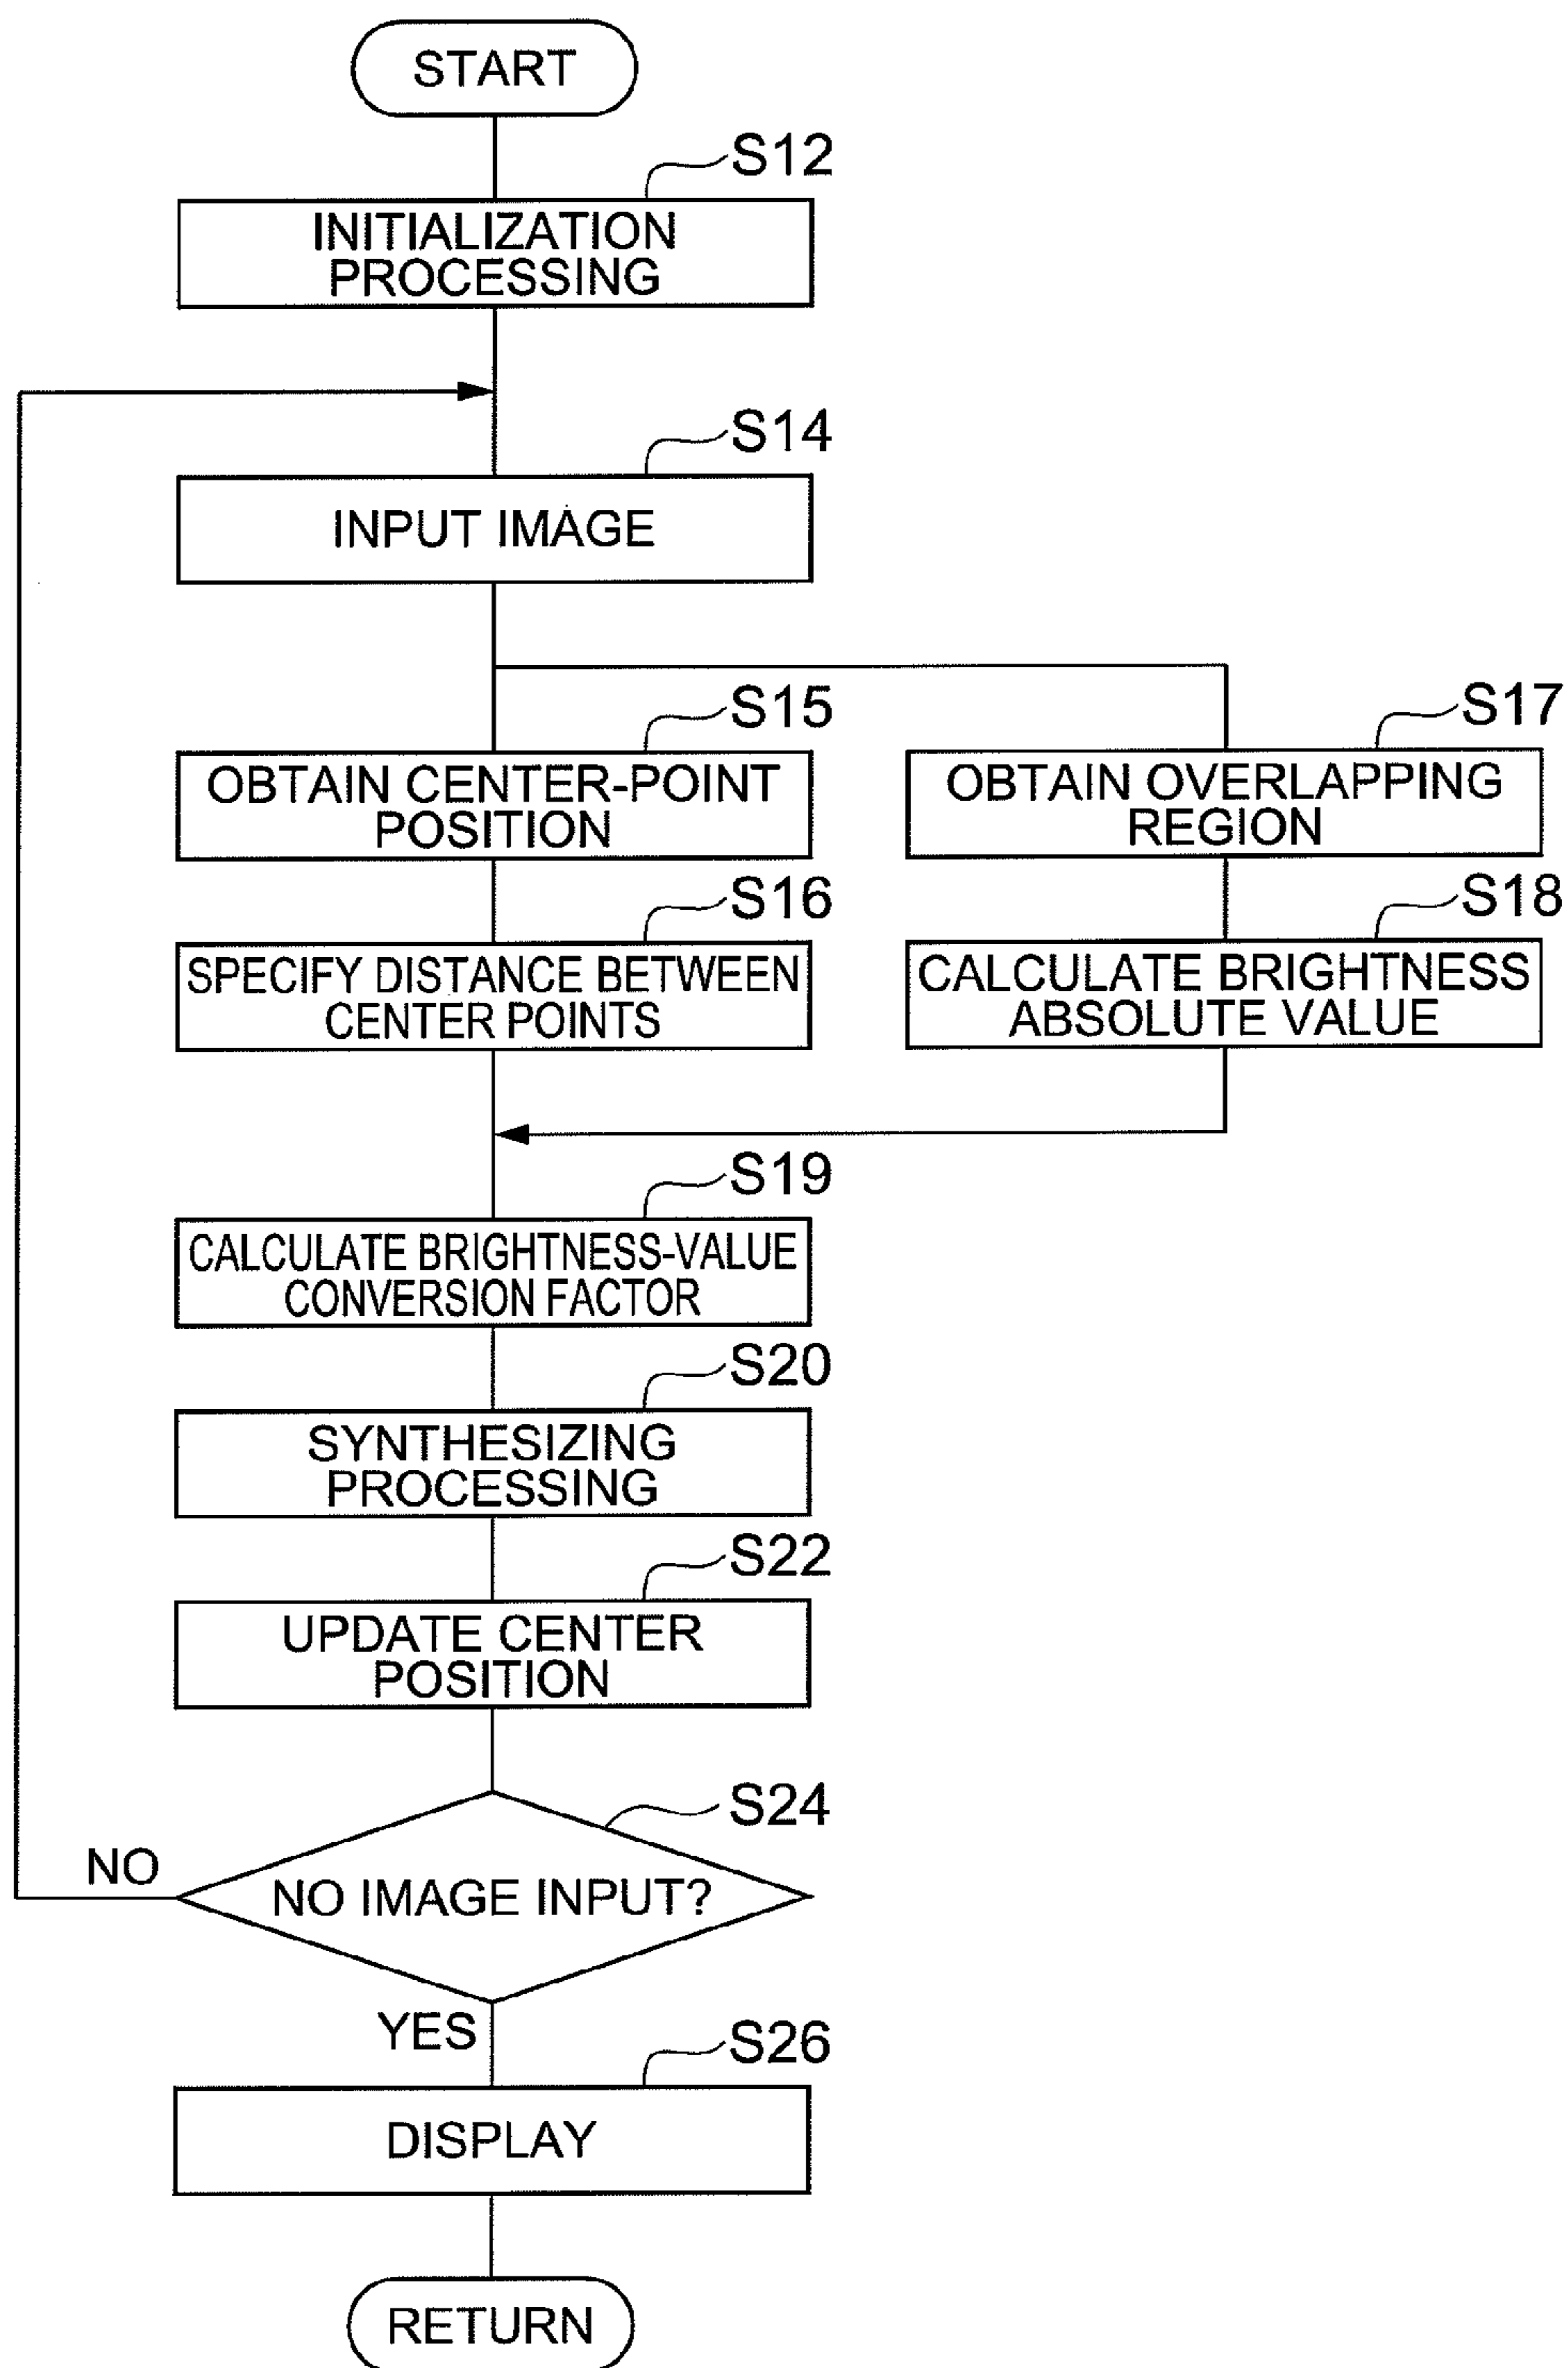 START
S12
INITIALIZATION
PROCESSING
S14
INPUT IMAGE
S15
OBTAIN CENTER-POINT
POSITION
S17
OBTAIN OVERLAPPING
REGION
S16
SPECIFY DISTANCE BETWEEN
CENTER POINTS
S18
CALCULATE BRIGHTNESS
ABSOLUTE VALUE
S19
CALCULATE BRIGHTNESS-VALUE
CONVERSION FACTOR
S20
SYNTHESIZING
PROCESSING
S22
UPDATE CENTER
POSITION
S24
NO
NO IMAGE INPUT?
YES
S26
DISPLAY
RETURN